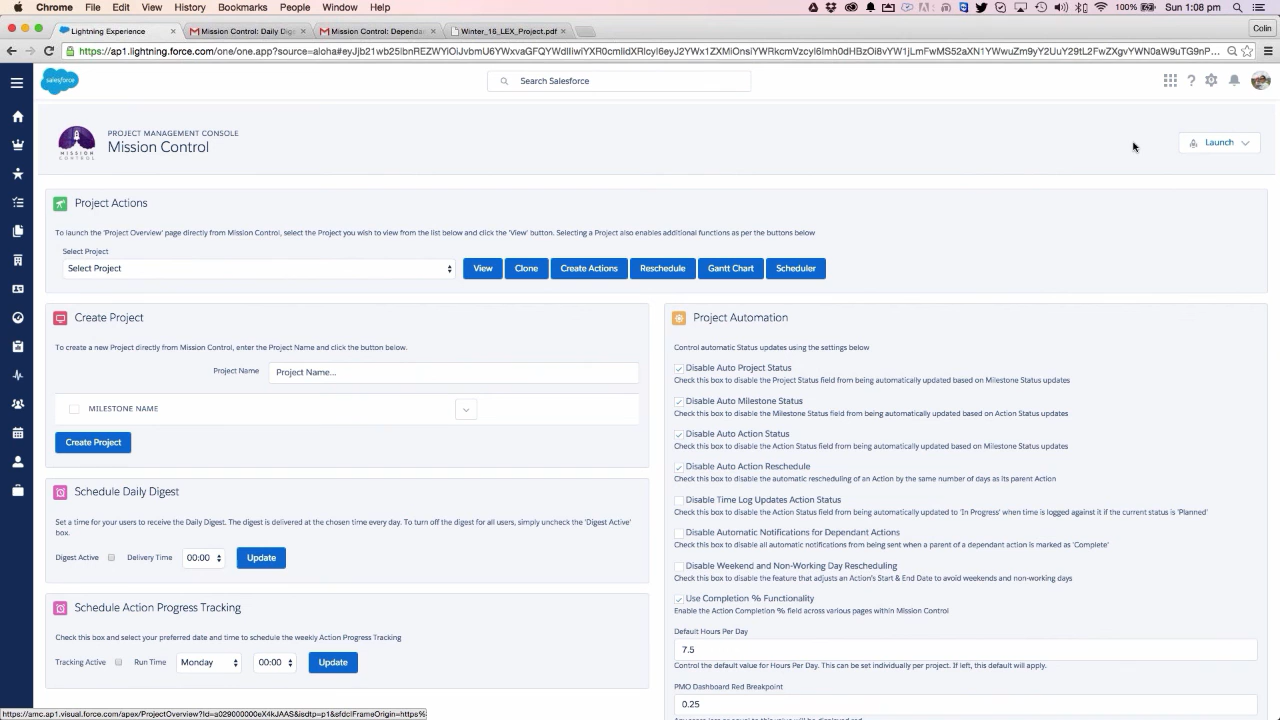 Chrome File Edit View History Bookmarks People Window Help
100% Sun 1:08 pm
Lightning Experience Mission Control: Daily Di Mission Control: Depend Winter_16_LEX_Project.pdf Colin
Search Salesforce
salesforce
PROJECT MANAGEMENT CONSOLE
Mission Control
MISSION CONTROL
Launch
Project Actions
To launch the 'Project Overview' page directly from Mission Control, select the Project you wish to view from the list below and click the 'View' button. Selecting a Project also enables additional functions as per the buttons below
Select Project
Select Project View Clone Create Actions Reschedule Gantt Chart Scheduler
Create Project
To create a new Project directly from Mission Control, enter the Project Name and click the button below.
Project Name Project Name...
MILESTONE NAME
Create Project
Schedule Daily Digest
Set a time for your users to receive the Daily Digest. The digest is delivered at the chosen time every day. To turn off the digest for all users, simply uncheck the 'Digest Active'
box.
Digest Active Delivery Time 00:00 Update
Schedule Action Progress Tracking
Check this box and select your preferred date and time to schedule the weekly Action Progress Tracking
Tracking Active Run Time Monday 00:00 Update
Project Automation
Control automatic Status updates using the settings below
Disable Auto Project Status
Check this box to disable the Project Status field from being automatically updated based on Milestone Status updates
Disable Auto Milestone Status
Check this box to disable the Milestone Status field from being automatically updated based on Action Status updates
Disable Auto Action Status
Check this box to disable the Action Status field from being automatically updated based on Milestone Status updates
Disable Auto Action Reschedule
Check this box to disable the automatic rescheduling of an Action by the same number of days as its parent Action
Disable Time Log Updates Action Status
Check this box to disable the Action Status field from being automatically updated to 'In Progress' when time is logged against it if the current status is 'Planned'
Disable Automatic Notifications for Dependant Actions
Check this box to disable all automatic notifications from being sent when a parent of a dependant action is marked as 'Complete'
Disable Weekend and Non-Working Day Rescheduling
Check this box to disable the feature that adjusts an Action's Start & End Date to avoid weekends and non-working days
Use Completion % Functionality
Enable the Action Completion % field across various pages within Mission Control
Default Hours Per Day
7.5
Control the default value for Hours Per Day. This can be set individually per project. If left, this default will apply.
PMO Dashboard Red Breakpoint
0.25